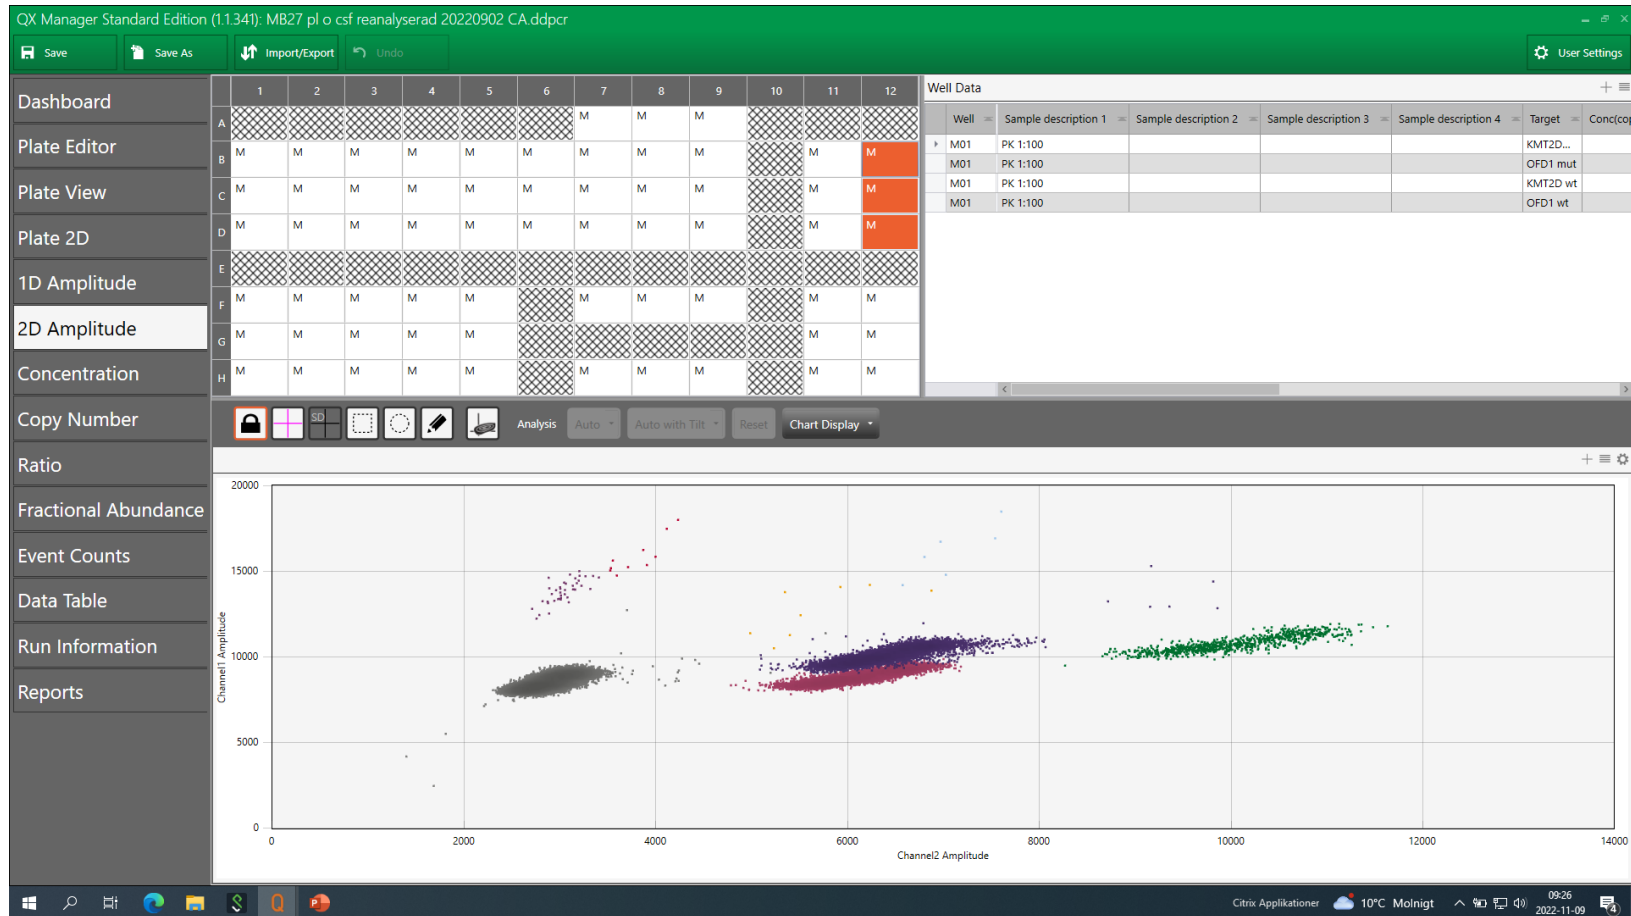 QX Manager Standard Edition (1.1.341): MB27 pl o csf reanalyserad 20220902 CA.ddpcr
Save Save As Import/Export Undo User Settings
Dashboard
Plate Editor
Plate View
Plate 2D
1D Amplitude
2D Amplitude
Concentration
Copy Number
Ratio
Fractional Abundance
Event Counts
Data Table
Run Information
Reports
1 2 3 4 5 6 7 8 9 10 11 12
A M M M
B M M M M M M M M M M M
C M M M M M M M M M M M
D M M M M M M M M M M M
E
F M M M M M M M M M M
G M M M M M M M
H M M M M M M M M M M
Well Data
Well Sample description 1 Sample description 2 Sample description 3 Sample description 4 Target Conc(cop
M01 PK 1:100 KMT2D...
M01 PK 1:100 OFD1 mut
M01 PK 1:100 KMT2D wt
M01 PK 1:100 OFD1 wt
SD Analysis Auto Auto with Tilt Reset Chart Display
20000
15000
10000
5000
0
Channel1 Amplitude
0 2000 4000 6000 8000 10000 12000 14000
Channel2 Amplitude
Citrix Applikationer 10°C Molnigt 09:26
2022-11-09 4